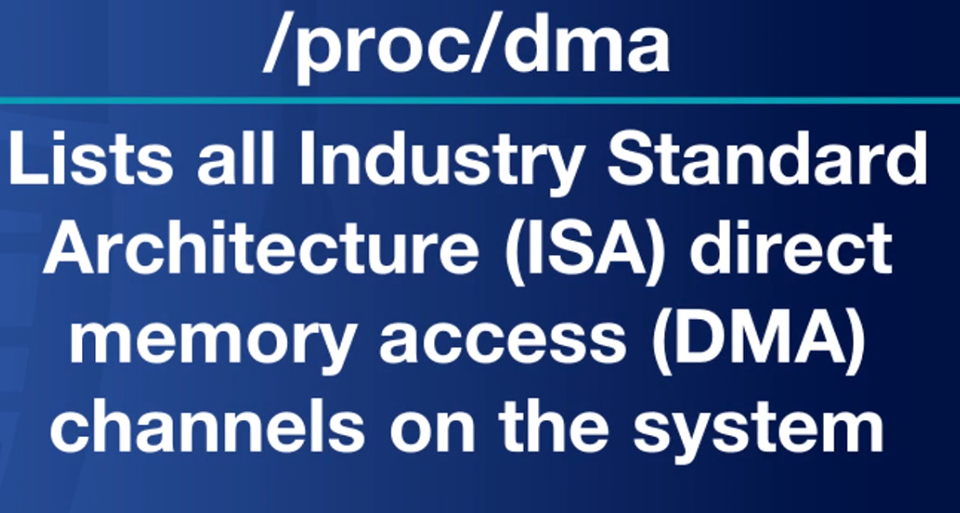 /proc/dma
Lists all Industry Standard
Architecture (ISA) direct
memory access (DMA)
channels on the system